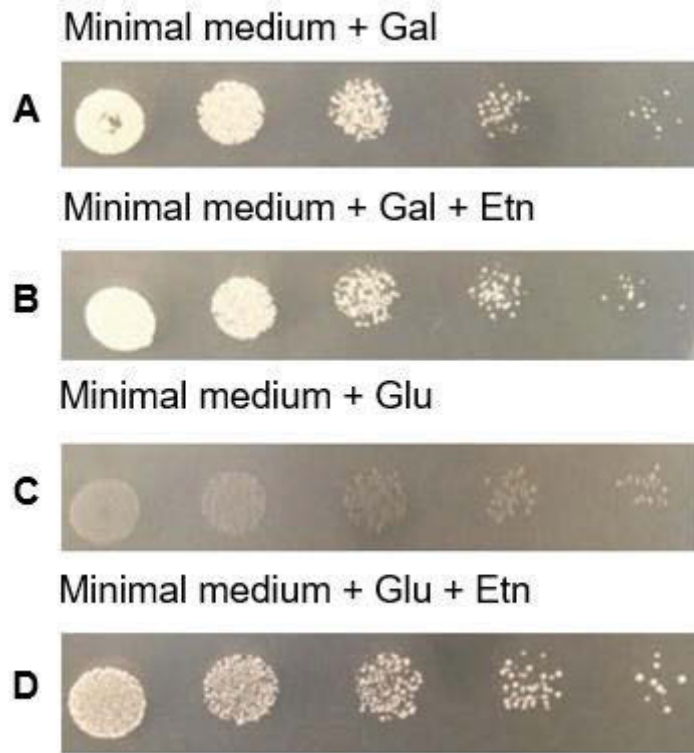 Minimal medium + Gal
A
Minimal medium + Gal + Etn
B
Minimal medium + Glu
C
Minimal medium + Glu + Etn
D